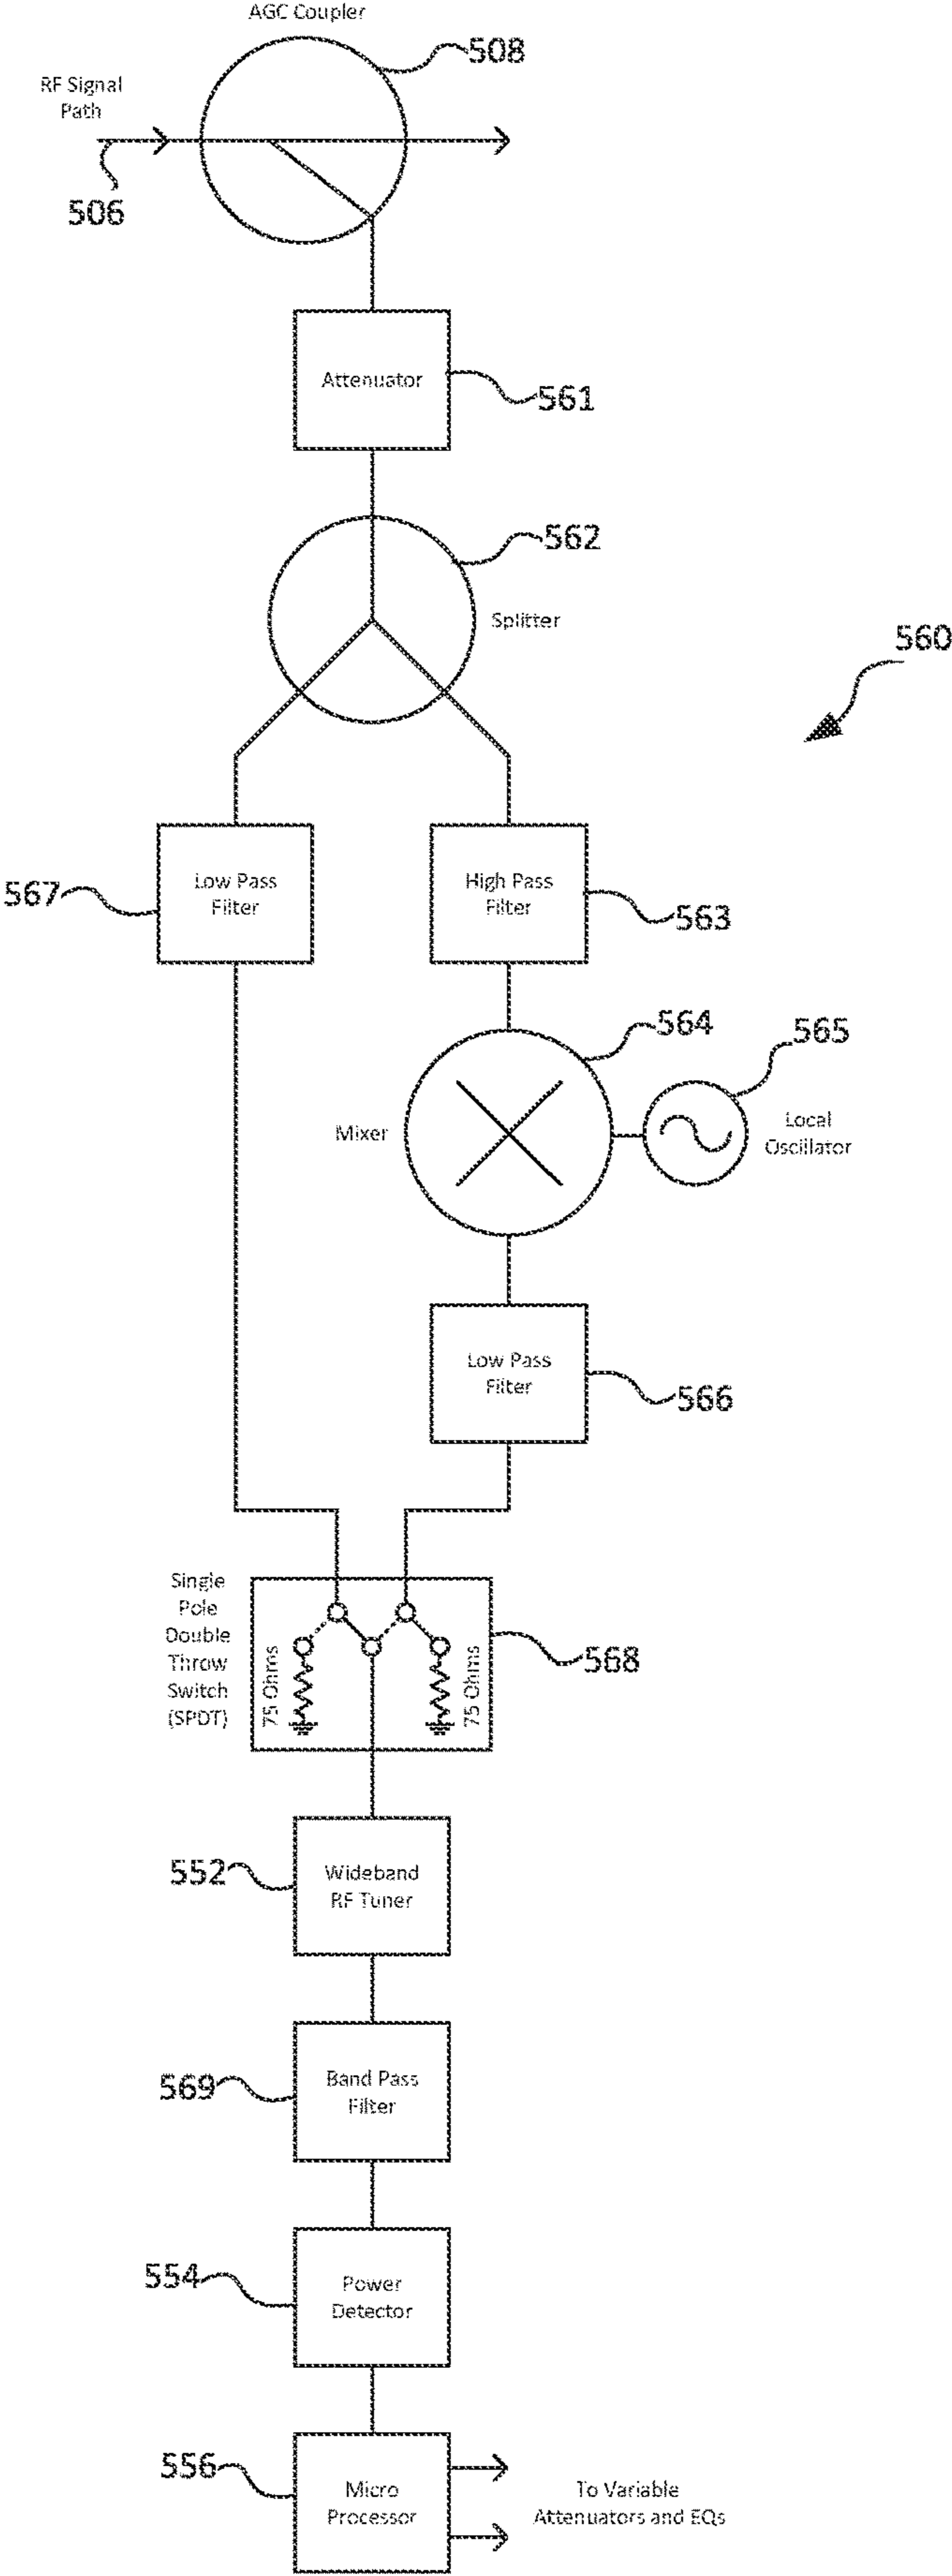 AGC Coupler
508
RF Signal
Path
506
Attenuator
561
562
Splitter
560
Low Pass
Filter
567
High Pass
Filter
563
564
565
Mixer
Local
Oscillator
Low Pass
Filter
566
Single
Pole
Double
Throw
Switch
(SPDT)
75 Ohms
75 Ohms
568
552
Wideband
RF Tuner
569
Band Pass
Filter
554
Power
Detector
556
Micro
Processor
To Variable
Attenuators and EQs